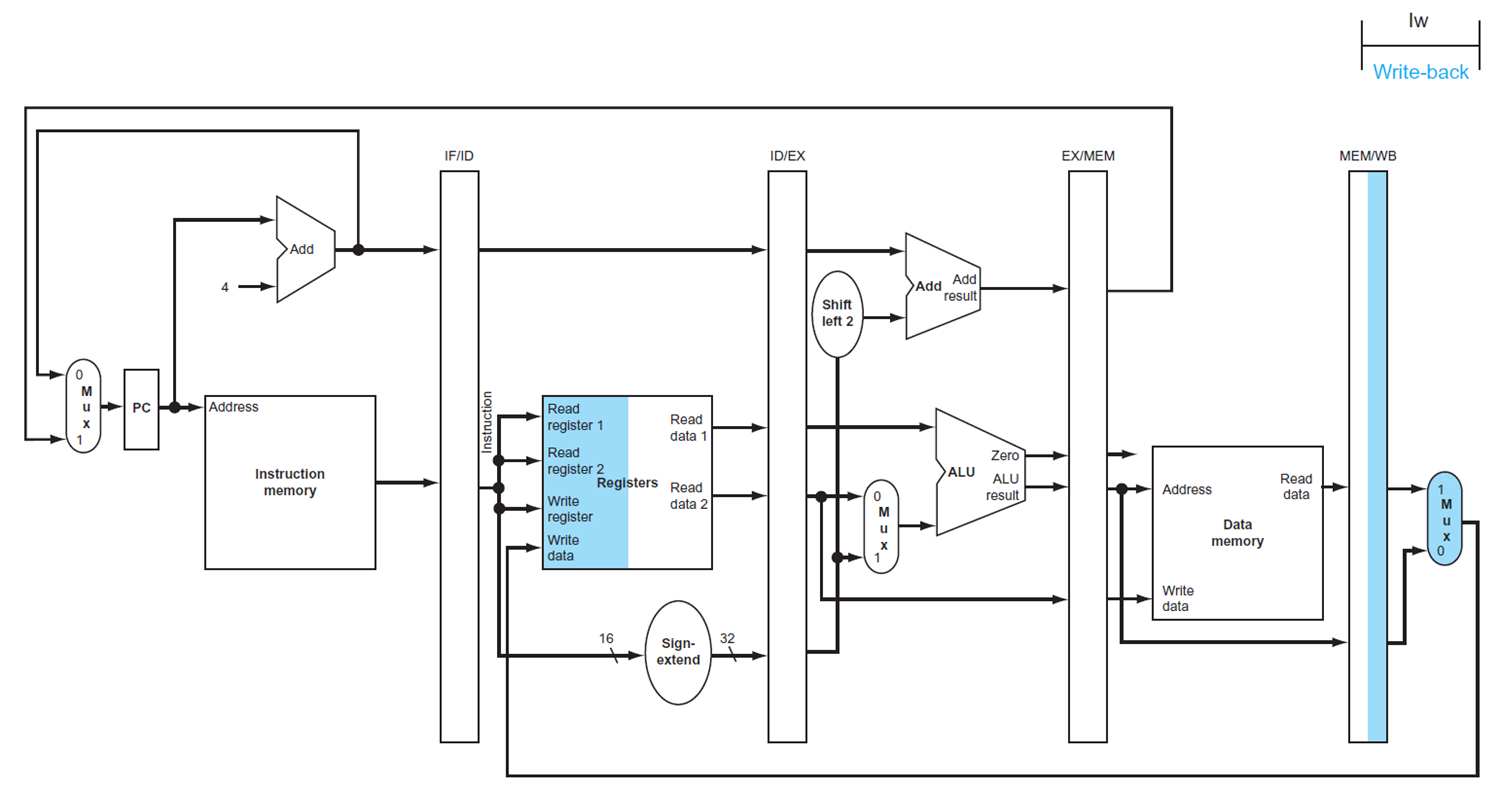 lw
Write-back
IF/ID
ID/EX
EX/MEM
MEM/WB
Add
4
Add
Add
result
Shift
left 2
0
M
u
x
1
PC
Address
Instruction
memory
Instruction
Read
register 1
Read
register 2
Write
register
Write
data
Registers
Read
data 1
Read
data 2
16
Sign-
extend
32
0
M
u
x
1
ALU
Zero
ALU
result
Address
Read
data
Data
memory
Write
data
1
M
u
x
0